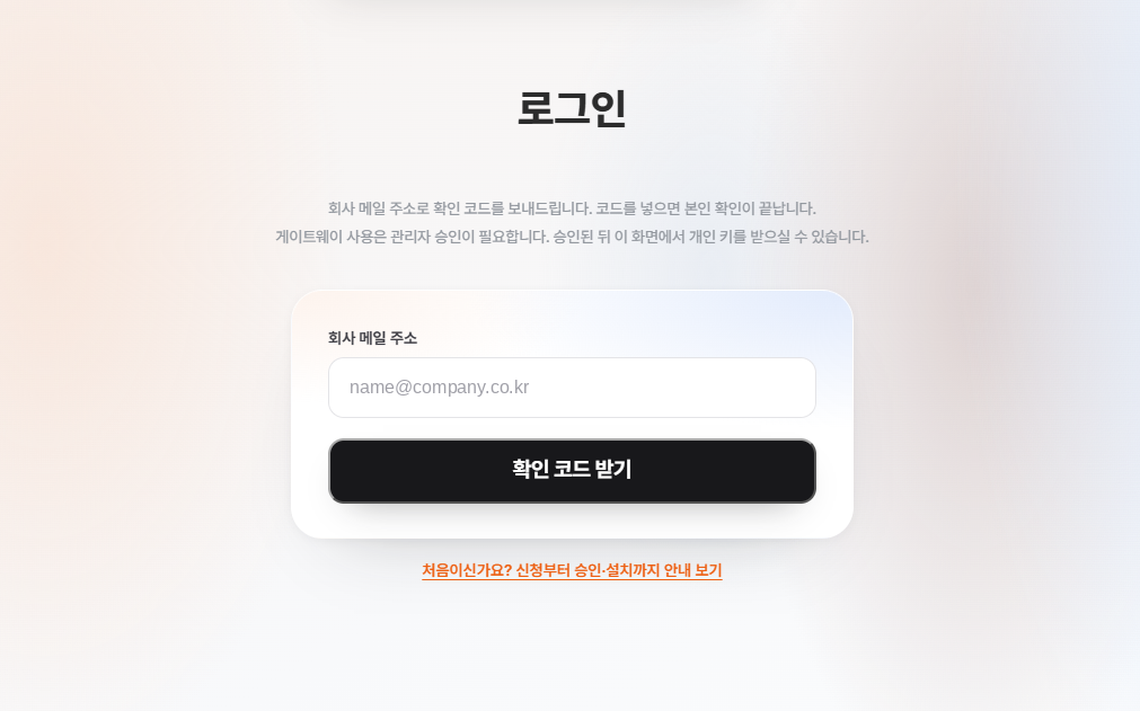 로그인
회사 메일 주소로 확인 코드를 보내드립니다. 코드를 넣으면 본인 확인이 끝납니다.
게이트웨이 사용은 관리자 승인이 필요합니다. 승인된 뒤 이 화면에서 개인 키를 받으실 수 있습니다.
회사 메일 주소
name@company.co.kr
확인 코드 받기
처음이신가요? 신청부터 승인·설치까지 안내 보기